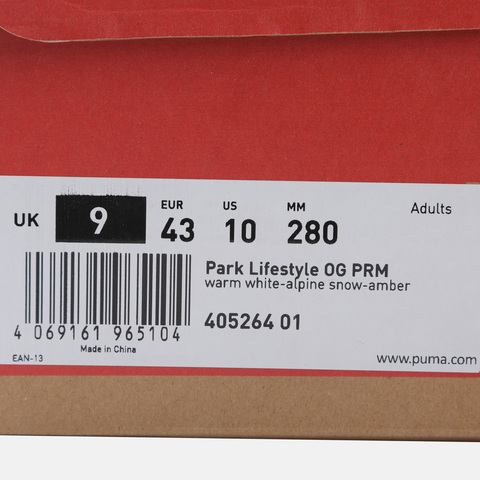 UK 9 EUR 43 US 10 MM 280 Adults
Park Lifestyle OG PRM
warm white-alpine snow-amber
405264 01
4 069161 965104
Made in China
EAN-13
www.puma.com